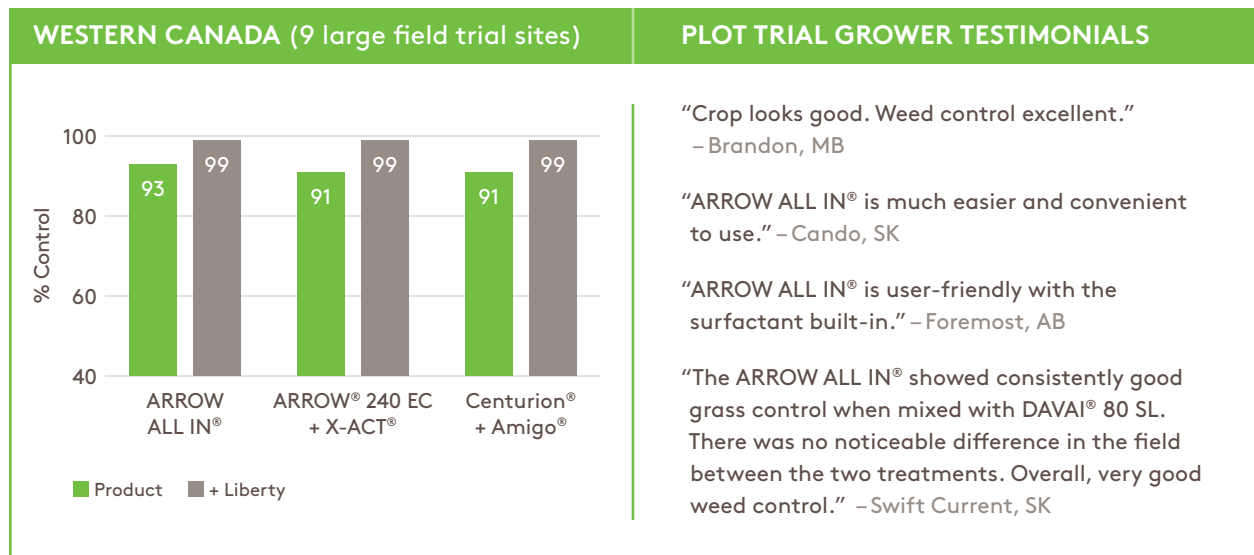 WESTERN CANADA (9 large field trial sites)
% Control
100
80
60
40
93
99
91
99
91
99
ARROW
ALL IN®
ARROW® 240 EC
+ X-ACT®
Centurion®
+ Amigo®
Product
+ Liberty
PLOT TRIAL GROWER TESTIMONIALS
“Crop looks good. Weed control excellent.”
– Brandon, MB
“ARROW ALL IN® is much easier and convenient
to use.” – Cando, SK
“ARROW ALL IN® is user-friendly with the
surfactant built-in.” – Foremost, AB
“The ARROW ALL IN® showed consistently good
grass control when mixed with DAVAI® 80 SL.
There was no noticeable difference in the field
between the two treatments. Overall, very good
weed control.” – Swift Current, SK